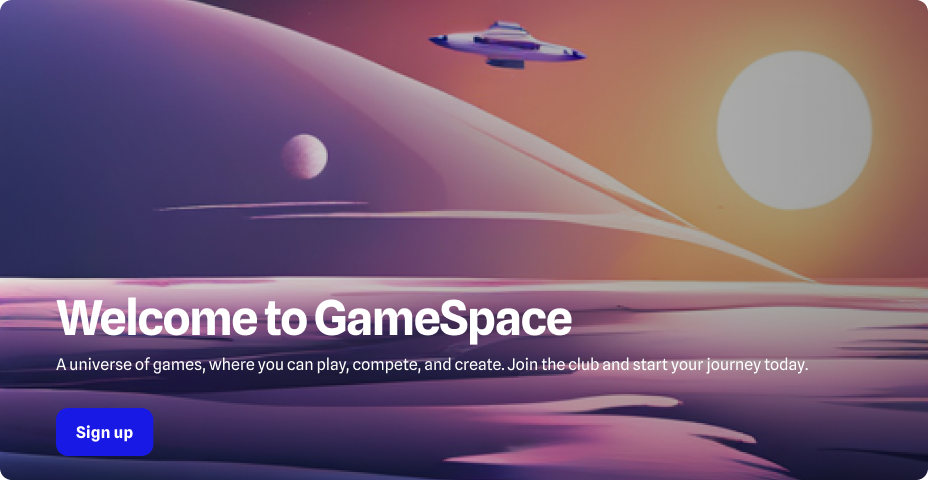 Welcome to GameSpace
A universe of games, where you can play, compete, and create. Join the club and start your journey today.
Sign up